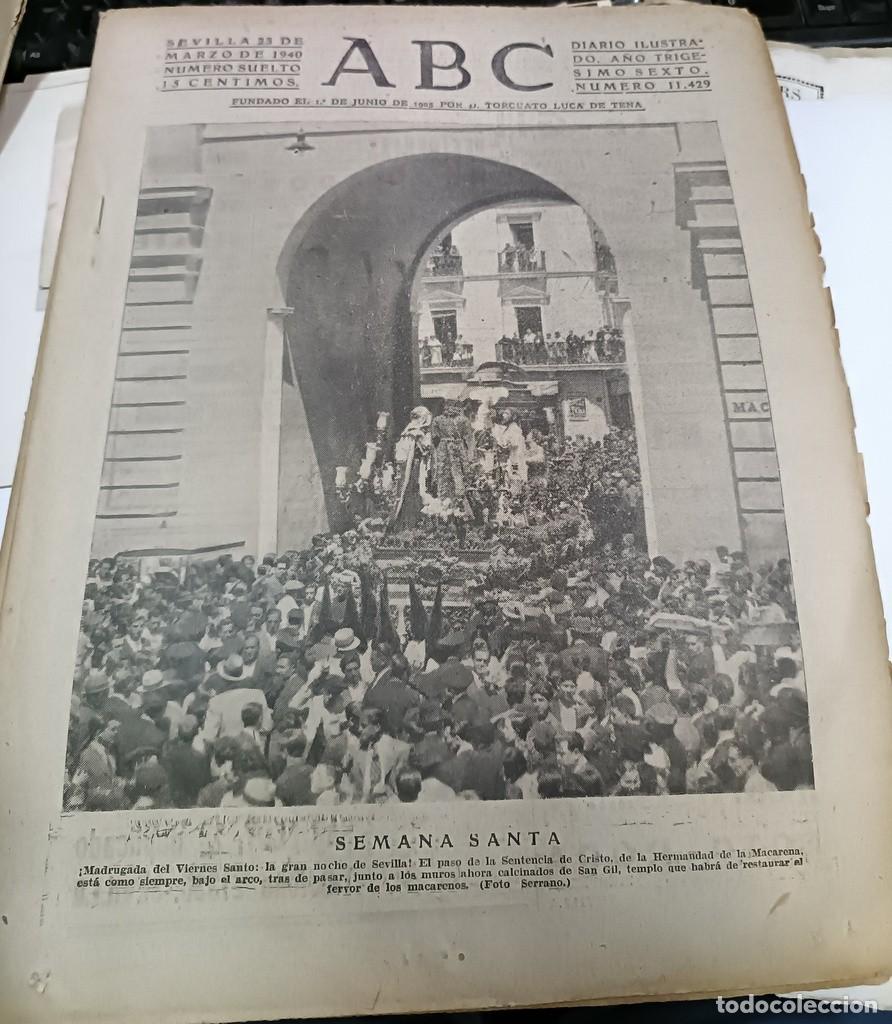 SEVILLA 23 DE
MARZO DE 1940
NUMERO SUELTO
15 CENTIMOS.
ABC
DIARIO ILUSTRA-
DO. AÑO TRIGE-
SIMO SEXTO.
NUMERO 11.429
FUNDADO EL 1.º DE JUNIO DE 1905 POR D. TORCUATO LUCA DE TENA
MAC
SEMANA SANTA
¡Madrugada del Viernes Santo: la gran noche de Sevilla! El paso de la Sentencia de Cristo, de la Hermandad de la Macarena,
está como siempre, bajo el arco, tras de pasar, junto a los muros ahora calcinados de San Gil, templo que habrá de restaurar el
fervor de los macarenos. (Foto Serrano.)
todocoleccion